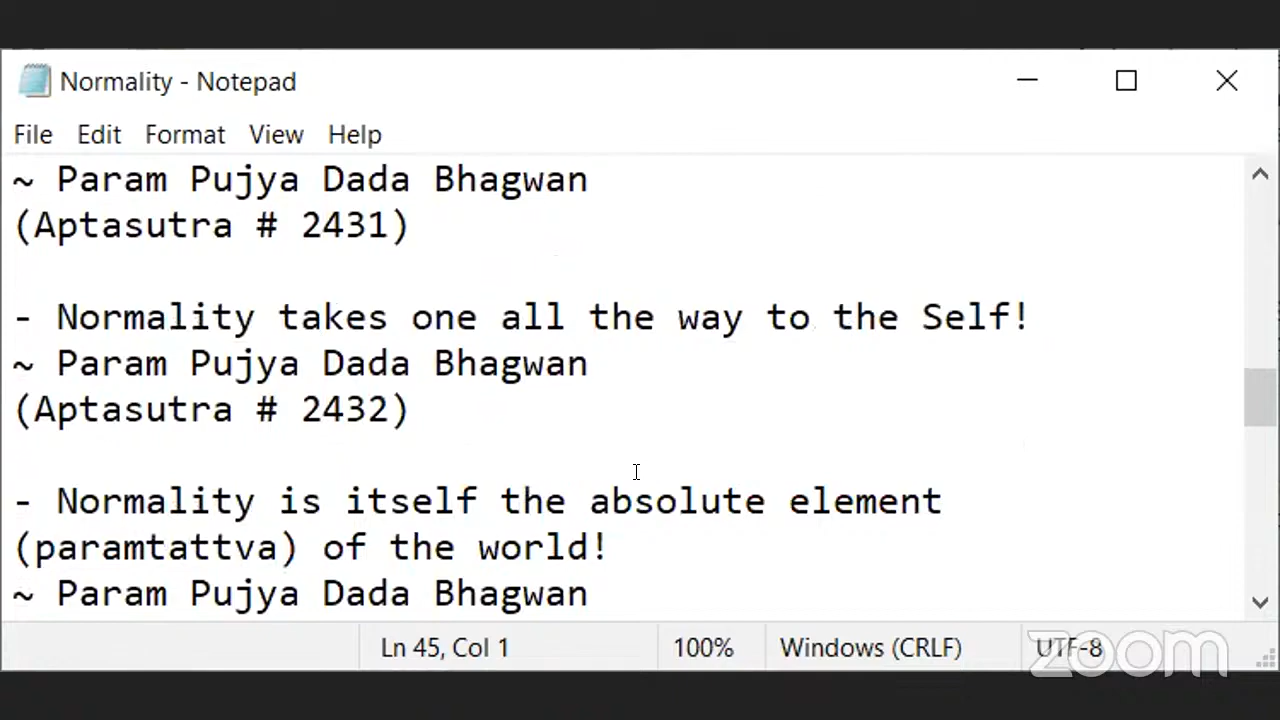 Normality - Notepad
File Edit Format View Help
~ Param Pujya Dada Bhagwan
(Aptasutra # 2431)
- Normality takes one all the way to the Self!
~ Param Pujya Dada Bhagwan
(Aptasutra # 2432)
- Normality is itself the absolute element
(paramtattva) of the world!
~ Param Pujya Dada Bhagwan
Ln 45, Col 1 100% Windows (CRLF) UTF-8
zoom